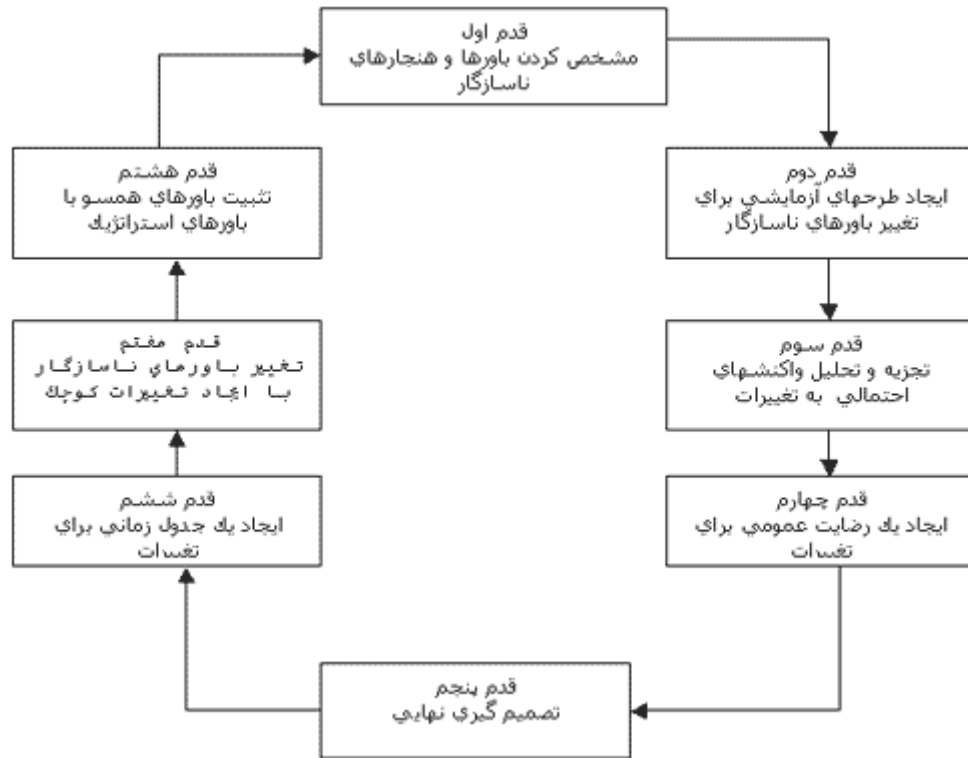 قدم اول
مشخص كردن باورها و هنجارهاي
ناسازگار
قدم دوم
ايجاد طرحهاي آزمايشي براي
تغيير باورهاي ناسازگار
قدم سوم
تجزيه و تحليل واكنشهاي
احتمالي به تغييرات
قدم چهارم
ايجاد يك رضايت عمومي براي
تغييرات
قدم پنجم
تصميم گيري نهايي
قدم ششم
ايجاد يك جدول زماني براي
تغييرات
قدم هفتم
تغيير باورهاي ناسازگار
با ايجاد تغييرات كوچك
قدم هشتم
تثبيت باورهاي همسو با
باورهاي استراتژيك